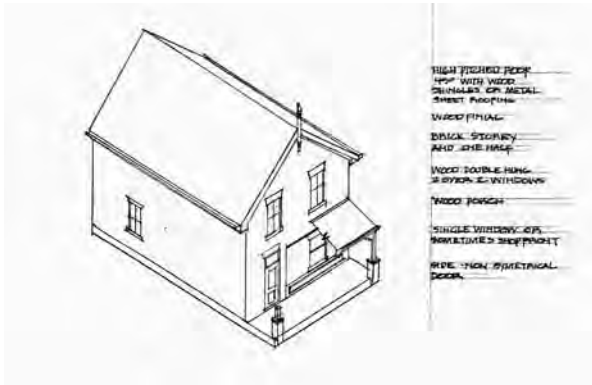 HIGH PITCHED ROOF
45° WITH WOOD
SHINGLES OR METAL
SHEET ROOFING
WOOD FINIAL
BRICK STOREY
AND ONE HALF
WOOD DOUBLE HUNG
2 OVER 2 WINDOWS
WOOD PORCH
SINGLE WINDOW OR
SOMETIMES SHOPFRONT
SIDE - NON SYMETRICAL
DOOR